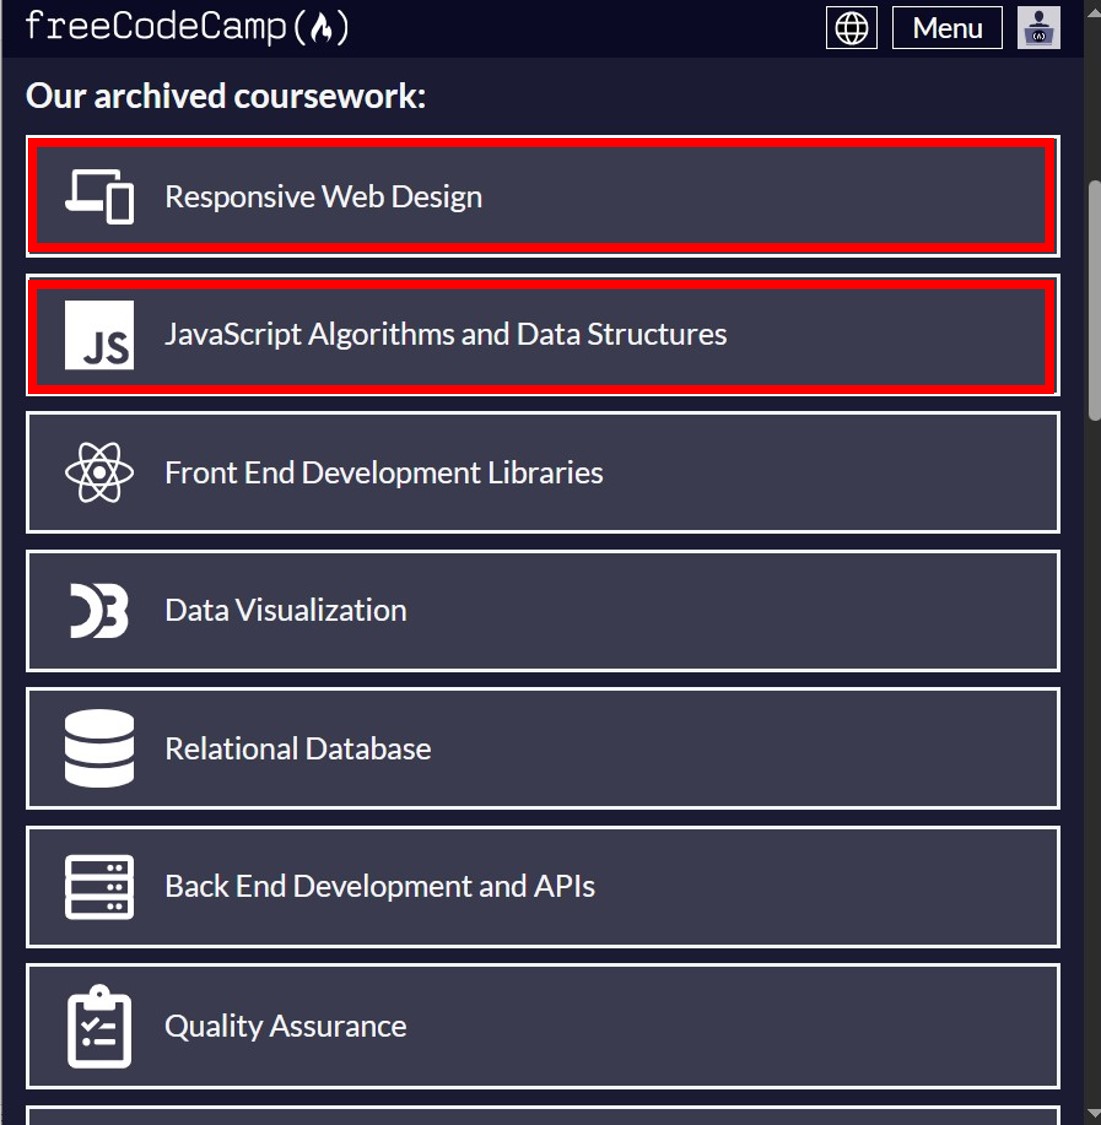 freeCodeCamp(🔥)
Menu
Our archived coursework:
Responsive Web Design
JS
JavaScript Algorithms and Data Structures
Front End Development Libraries
Data Visualization
Relational Database
Back End Development and APIs
Quality Assurance